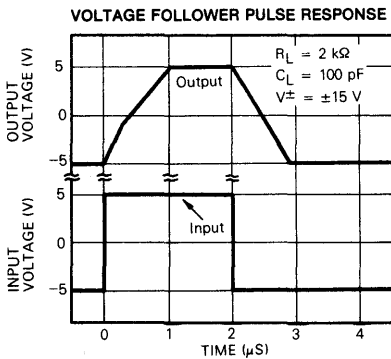 VOLTAGE FOLLOWER PULSE RESPONSE
OUTPUT
VOLTAGE (V)
5
0
-5
Output
RL = 2 kΩ
CL = 100 pF
V± = ±15 V
INPUT
VOLTAGE (V)
5
0
-5
Input
0 1 2 3 4
TIME (μS)